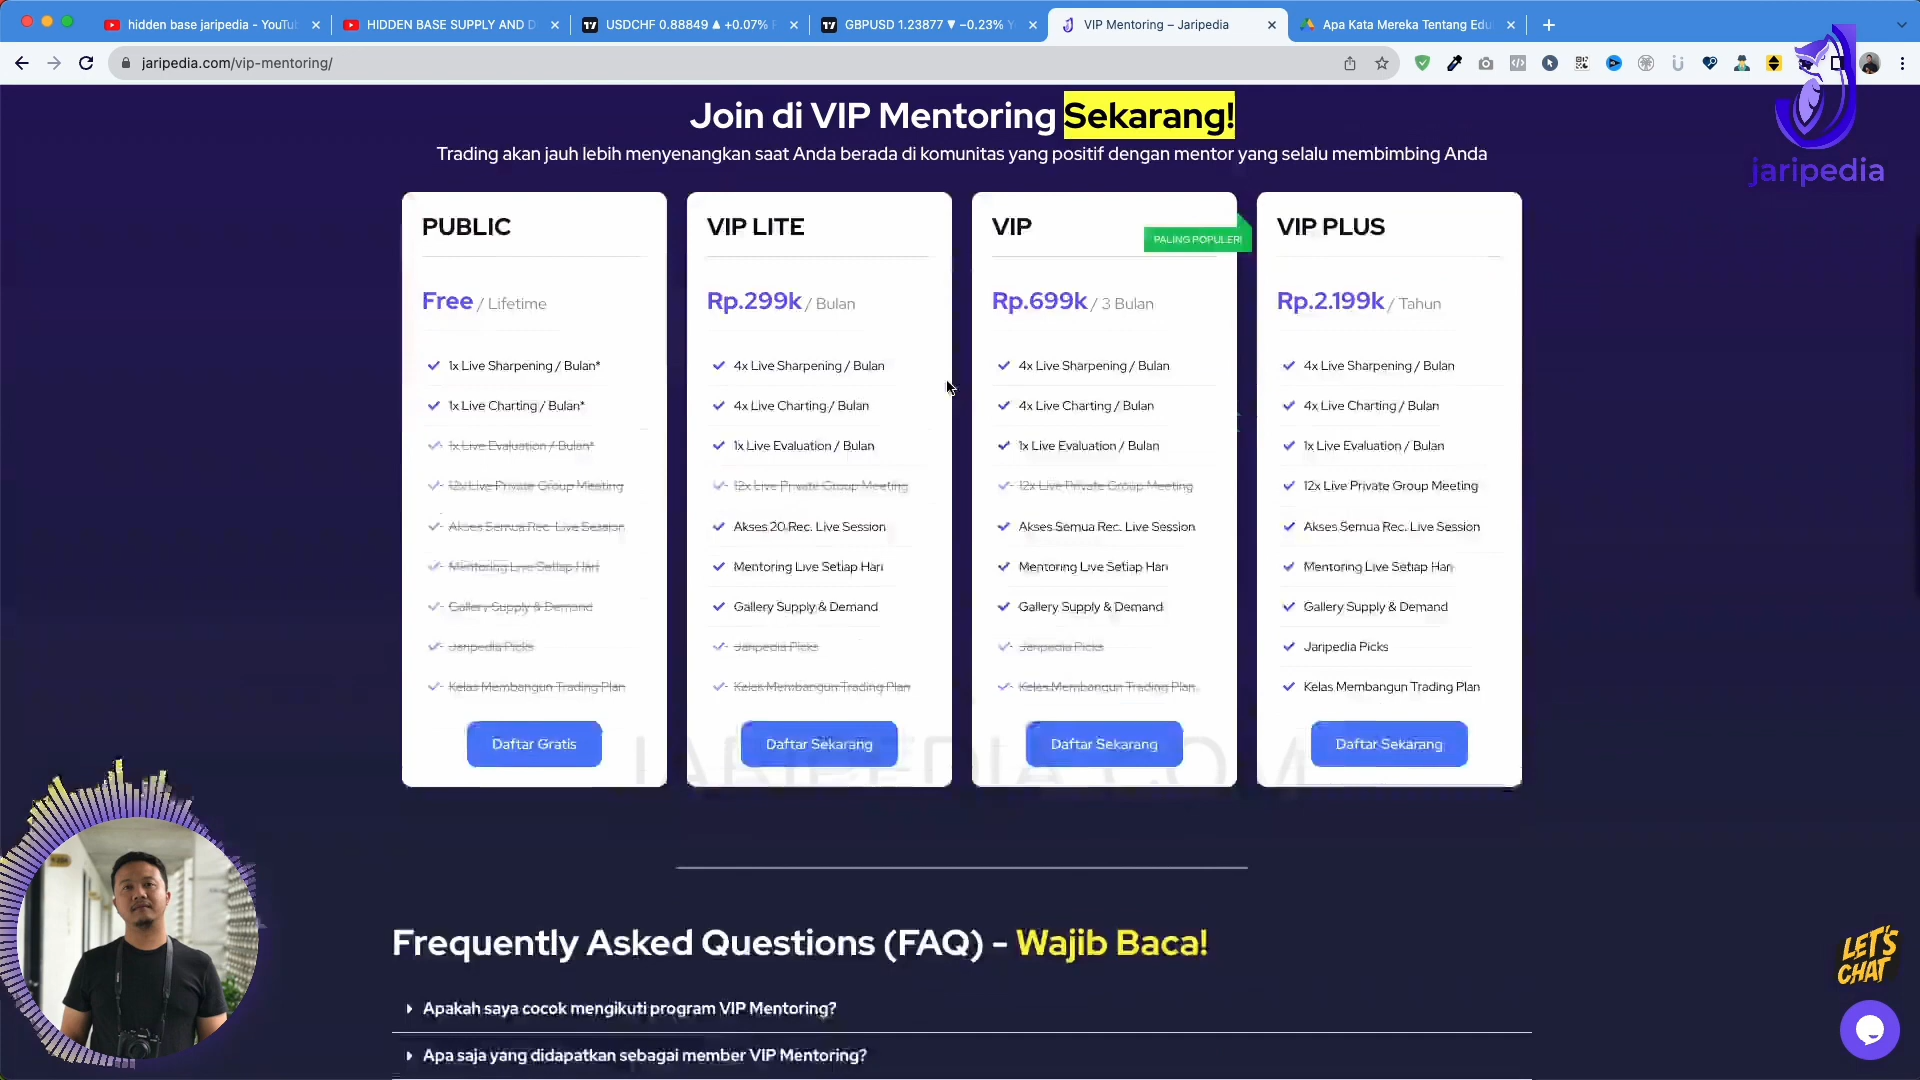 hidden base jaripedia - YouTu
HIDDEN BASE SUPPLY AND D
USDCHF 0.88849 ▲ +0.07%
GBPUSD 1.23877 ▼ −0.23%
VIP Mentoring – Jaripedia
Apa Kata Mereka Tentang Edu
jaripedia.com/vip-mentoring/
jaripedia
Join di VIP Mentoring Sekarang!
Trading akan jauh lebih menyenangkan saat Anda berada di komunitas yang positif dengan mentor yang selalu membimbing Anda
PUBLIC
Free / Lifetime
1x Live Sharpening / Bulan*
1x Live Charting / Bulan*
1x Live Evaluation / Bulan*
12x Live Private Group Meeting
Akses Semua Rec. Live Session
Mentoring Live Setiap Hari
Gallery Supply & Demand
Jaripedia Picks
Kelas Membangun Trading Plan
Daftar Gratis
VIP LITE
Rp.299k / Bulan
4x Live Sharpening / Bulan
4x Live Charting / Bulan
1x Live Evaluation / Bulan
12x Live Private Group Meeting
Akses 20 Rec. Live Session
Mentoring Live Setiap Hari
Gallery Supply & Demand
Jaripedia Picks
Kelas Membangun Trading Plan
Daftar Sekarang
VIP
PALING POPULER!
Rp.699k / 3 Bulan
4x Live Sharpening / Bulan
4x Live Charting / Bulan
1x Live Evaluation / Bulan
12x Live Private Group Meeting
Akses Semua Rec. Live Session
Mentoring Live Setiap Hari
Gallery Supply & Demand
Jaripedia Picks
Kelas Membangun Trading Plan
Daftar Sekarang
VIP PLUS
Rp.2.199k / Tahun
4x Live Sharpening / Bulan
4x Live Charting / Bulan
1x Live Evaluation / Bulan
12x Live Private Group Meeting
Akses Semua Rec. Live Session
Mentoring Live Setiap Hari
Gallery Supply & Demand
Jaripedia Picks
Kelas Membangun Trading Plan
Daftar Sekarang
JARIPEDIA.COM
Frequently Asked Questions (FAQ) - Wajib Baca!
Apakah saya cocok mengikuti program VIP Mentoring?
Apa saja yang didapatkan sebagai member VIP Mentoring?
LET'S
CHAT